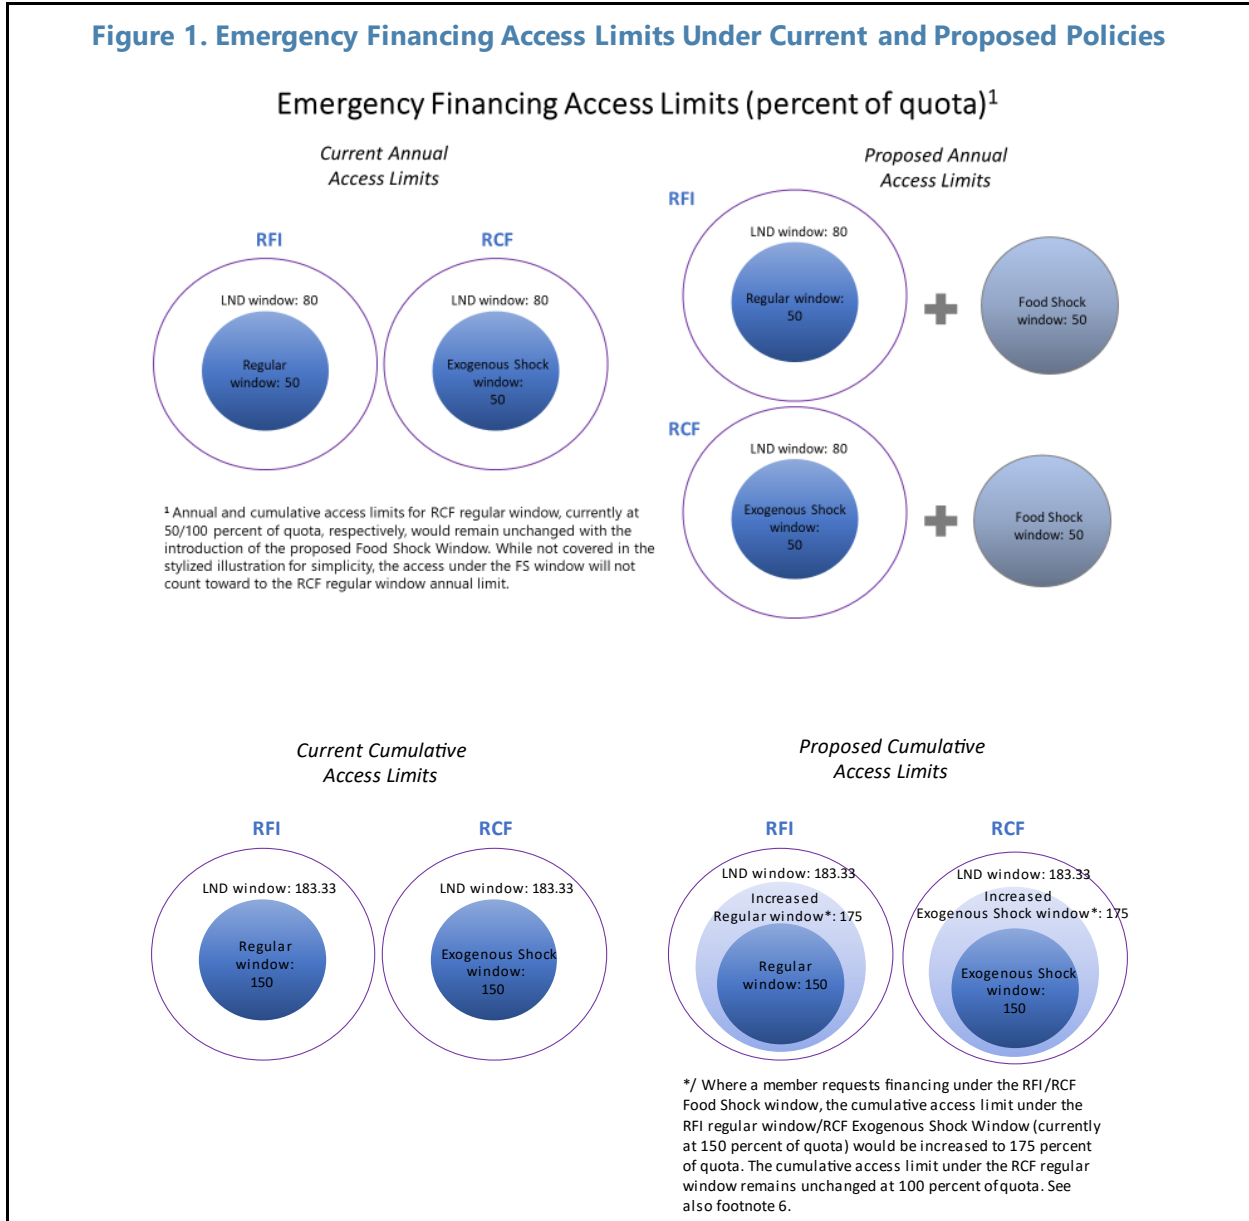 Figure 1. Emergency Financing Access Limits Under Current and Proposed Policies
Emergency Financing Access Limits (percent of quota)¹
Current Annual
Access Limits
RFI
RCF
LND window: 80
Regular
window: 50
LND window: 80
Exogenous Shock
window:
50
¹ Annual and cumulative access limits for RCF regular window, currently at
50/100 percent of quota, respectively, would remain unchanged with the
introduction of the proposed Food Shock Window. While not covered in the
stylized illustration for simplicity, the access under the FS window will not
count toward to the RCF regular window annual limit.
Proposed Annual
Access Limits
RFI
LND window: 80
Regular window:
50
Food Shock
window: 50
RCF
LND window: 80
Exogenous Shock
window:
50
Food Shock
window: 50
Current Cumulative
Access Limits
RFI
RCF
LND window: 183.33
Regular
window:
150
LND window: 183.33
Exogenous Shock
window:
150
Proposed Cumulative
Access Limits
RFI
RCF
LND window: 183.33
Increased
Regular window*: 175
Regular
window: 150
LND window: 183.33
Increased
Exogenous Shock window*: 175
Exogenous Shock
window:
150
*/ Where a member requests financing under the RFI/RCF
Food Shock window, the cumulative access limit under the
RFI regular window/RCF Exogenous Shock Window (currently
at 150 percent of quota) would be increased to 175 percent
of quota. The cumulative access limit under the RCF regular
window remains unchanged at 100 percent of quota. See
also footnote 6.